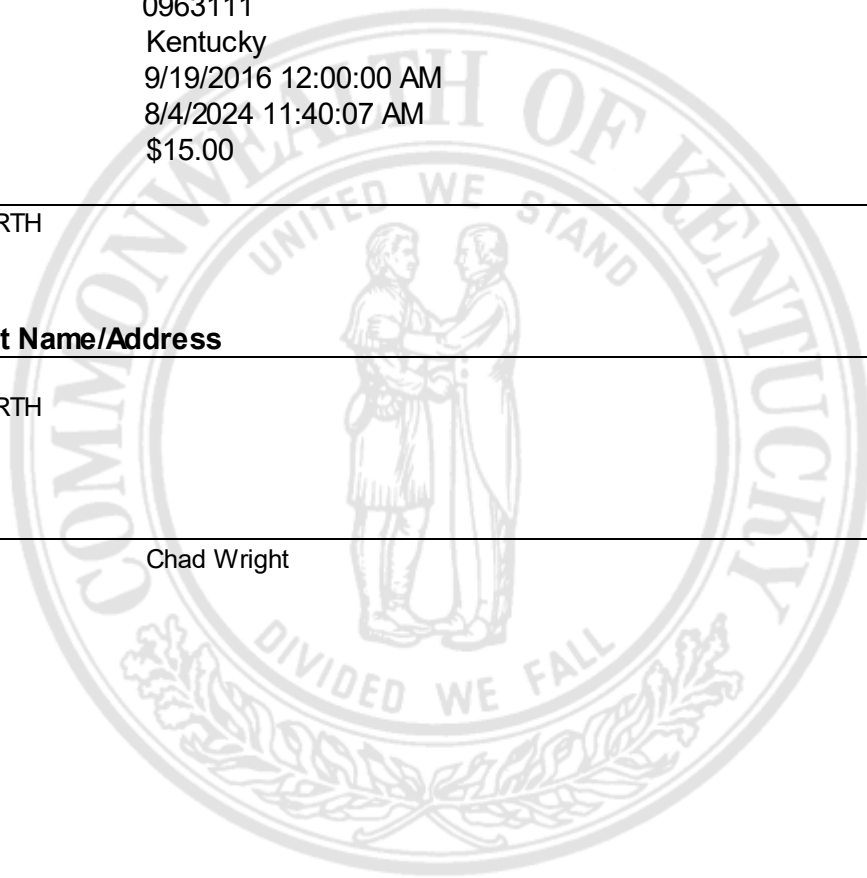 0963111
Kentucky
9/19/2016 12:00:00 AM
8/4/2024 11:40:07 AM
$15.00
RTH
t Name/Address
RTH
Chad Wright
COMMONWEALTH OF KENTUCKY
UNITED WE STAND
DIVIDED WE FALL